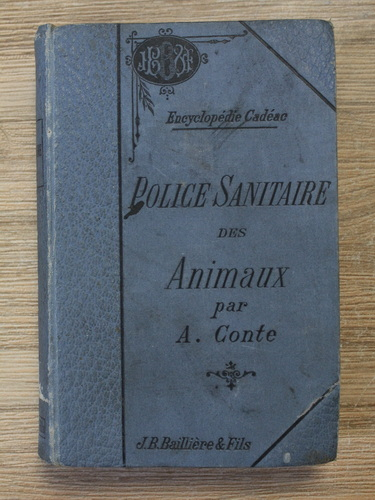 Encyclopédie Cadéac
POLICE SANITAIRE
DES
Animaux
par
A. Conte
J.B. Baillière & Fils